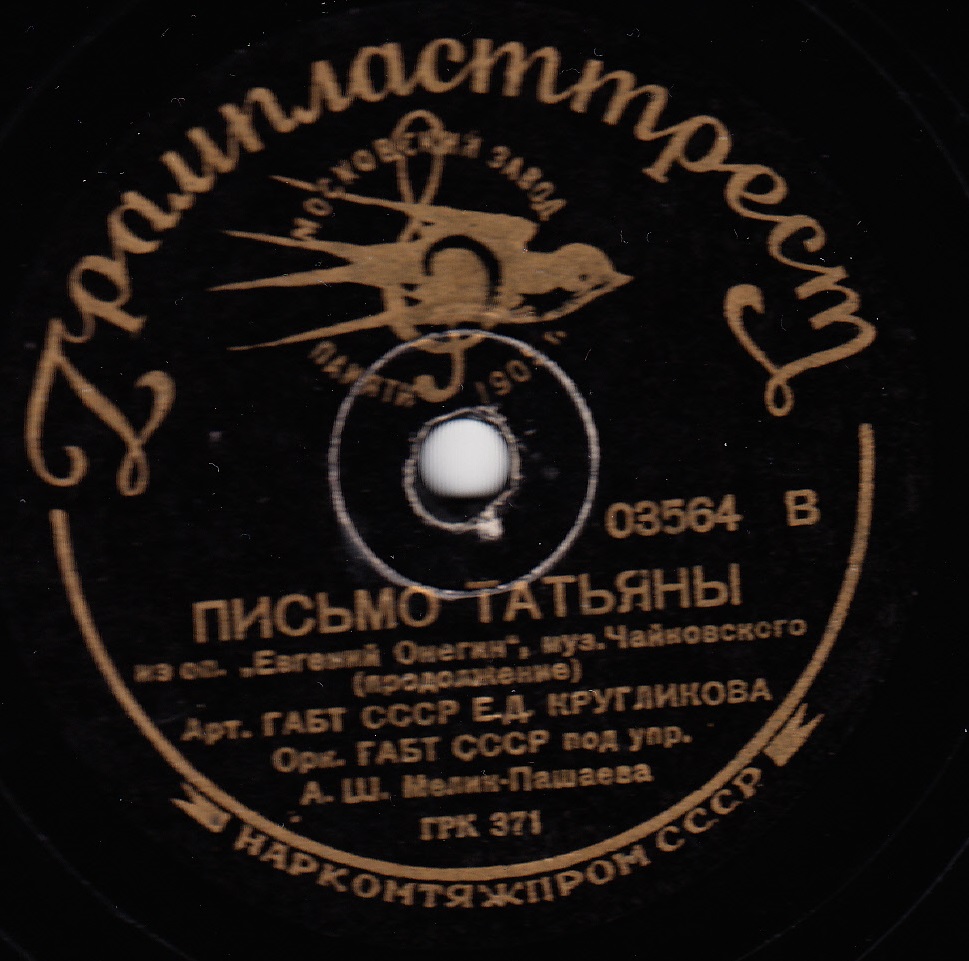 Грампласттрест
МОСКОВСКИЙ ЗАВОД
ПАМЯТИ 1905
03564 В
ПИСЬМО ТАТЬЯНЫ
из оп. „Евгений Онегин“, муз. Чайковского
(продолжение)
Арт. ГАБТ СССР Е.Д. КРУГЛИКОВА
Орк. ГАБТ СССР под упр.
А. Ш. Мелик-Пашаева
ГРК 371
НАРКОМТЯЖПРОМ СССР